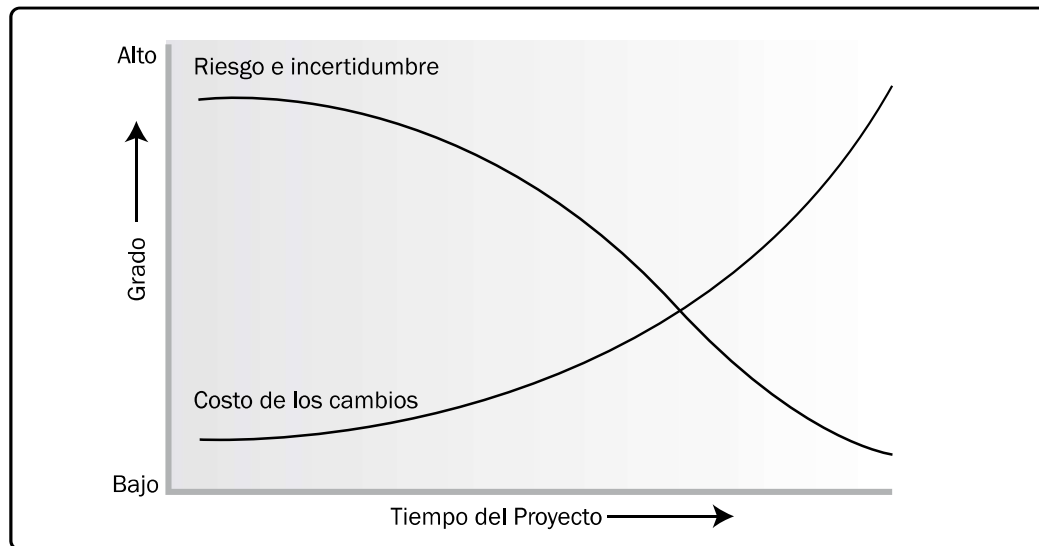 Alto
Riesgo e incertidumbre
Grado
Costo de los cambios
Bajo
Tiempo del Proyecto